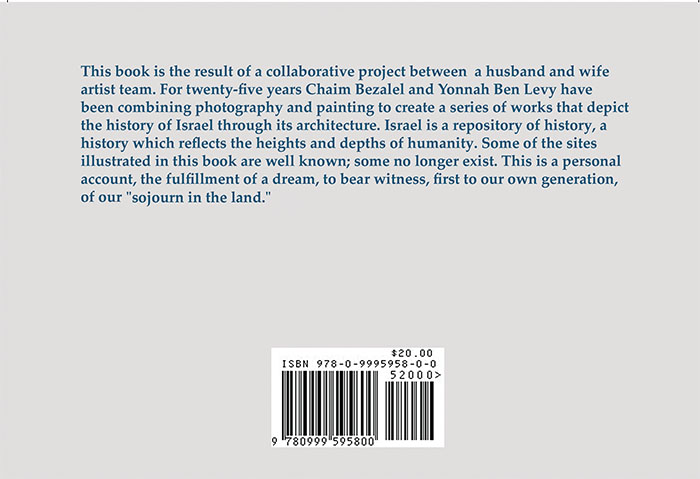 This book is the result of a collaborative project between a husband and wife
artist team. For twenty-five years Chaim Bezalel and Yonnah Ben Levy have
been combining photography and painting to create a series of works that depict
the history of Israel through its architecture. Israel is a repository of history, a
history which reflects the heights and depths of humanity. Some of the sites
illustrated in this book are well known; some no longer exist. This is a personal
account, the fulfillment of a dream, to bear witness, first to our own generation,
of our "sojourn in the land."
$20.00
ISBN 978-0-9995958-0-0
52000>
9 780999 595800